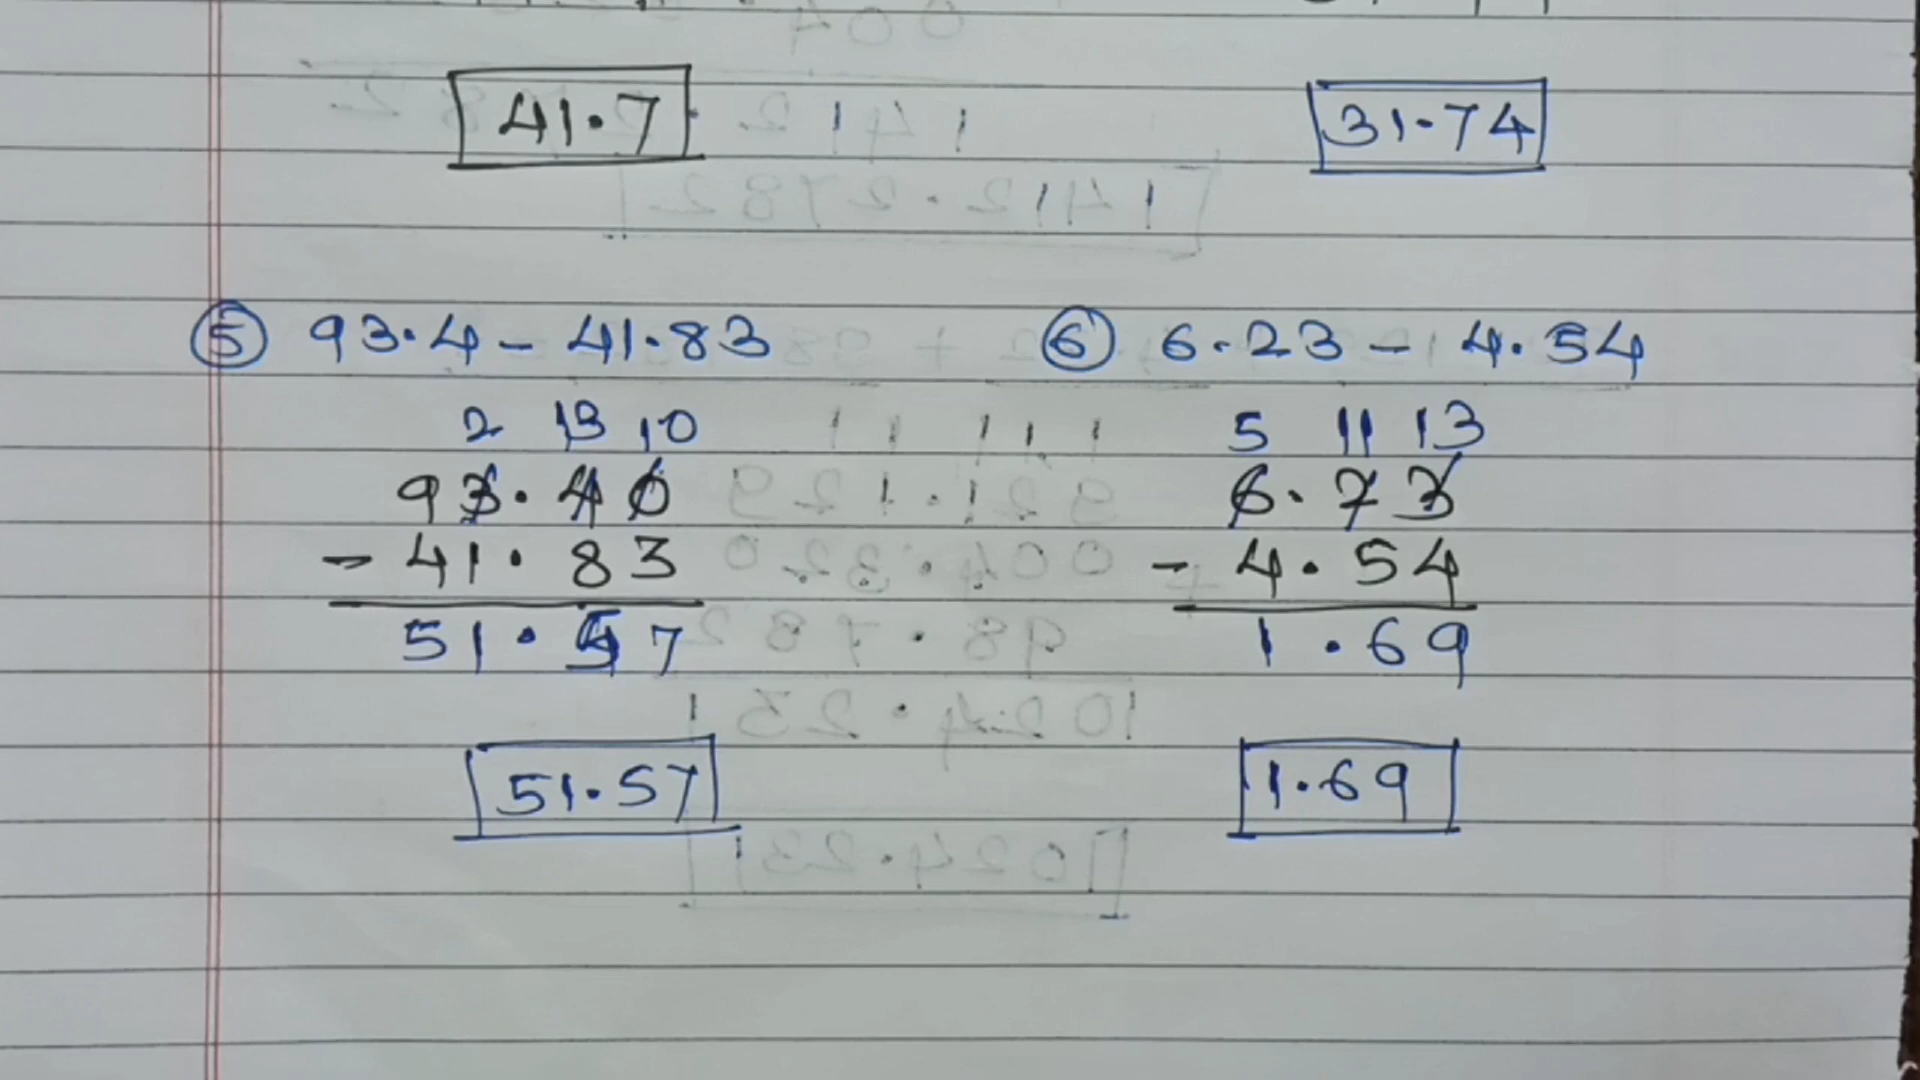 41.7 31.74
⑤ 93.4 - 41.83 ⑥ 6.23 - 4.54
2 13 10 5 11 13
93.40 6.23
- 41.83 - 4.54
51.57 1.69
51.57 1.69